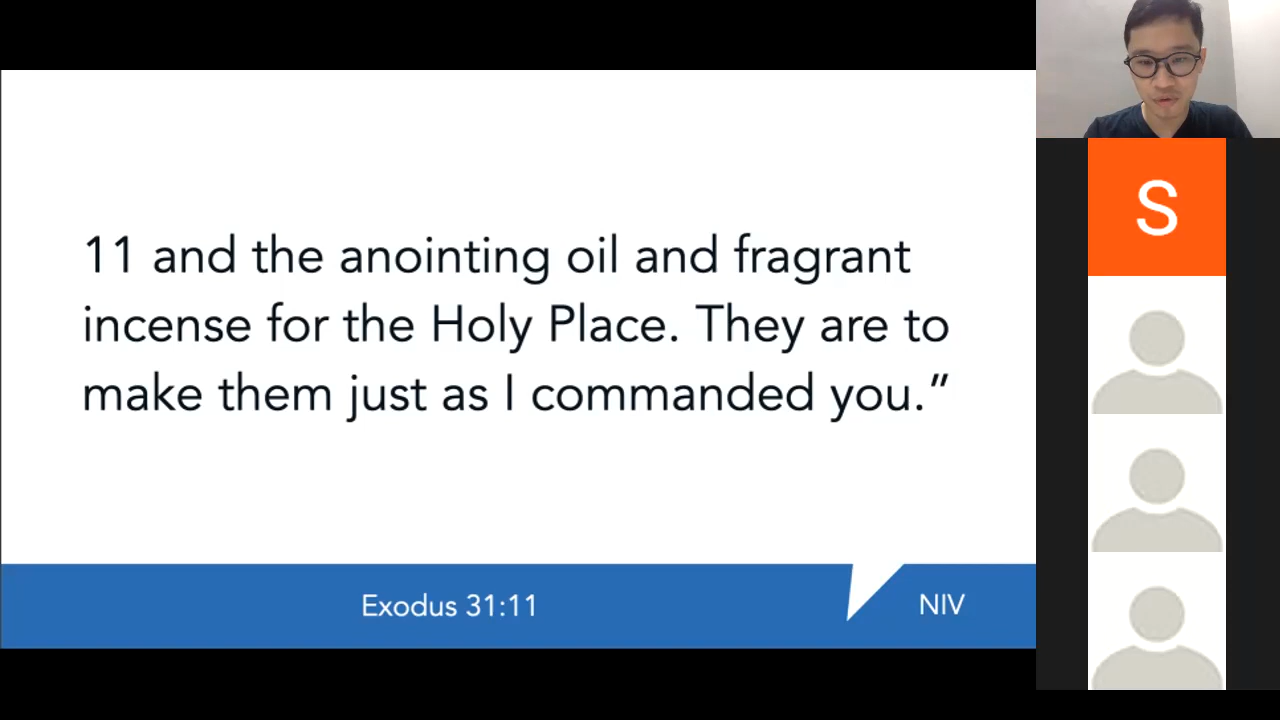 11 and the anointing oil and fragrant
incense for the Holy Place. They are to
make them just as I commanded you.”
Exodus 31:11
NIV
S